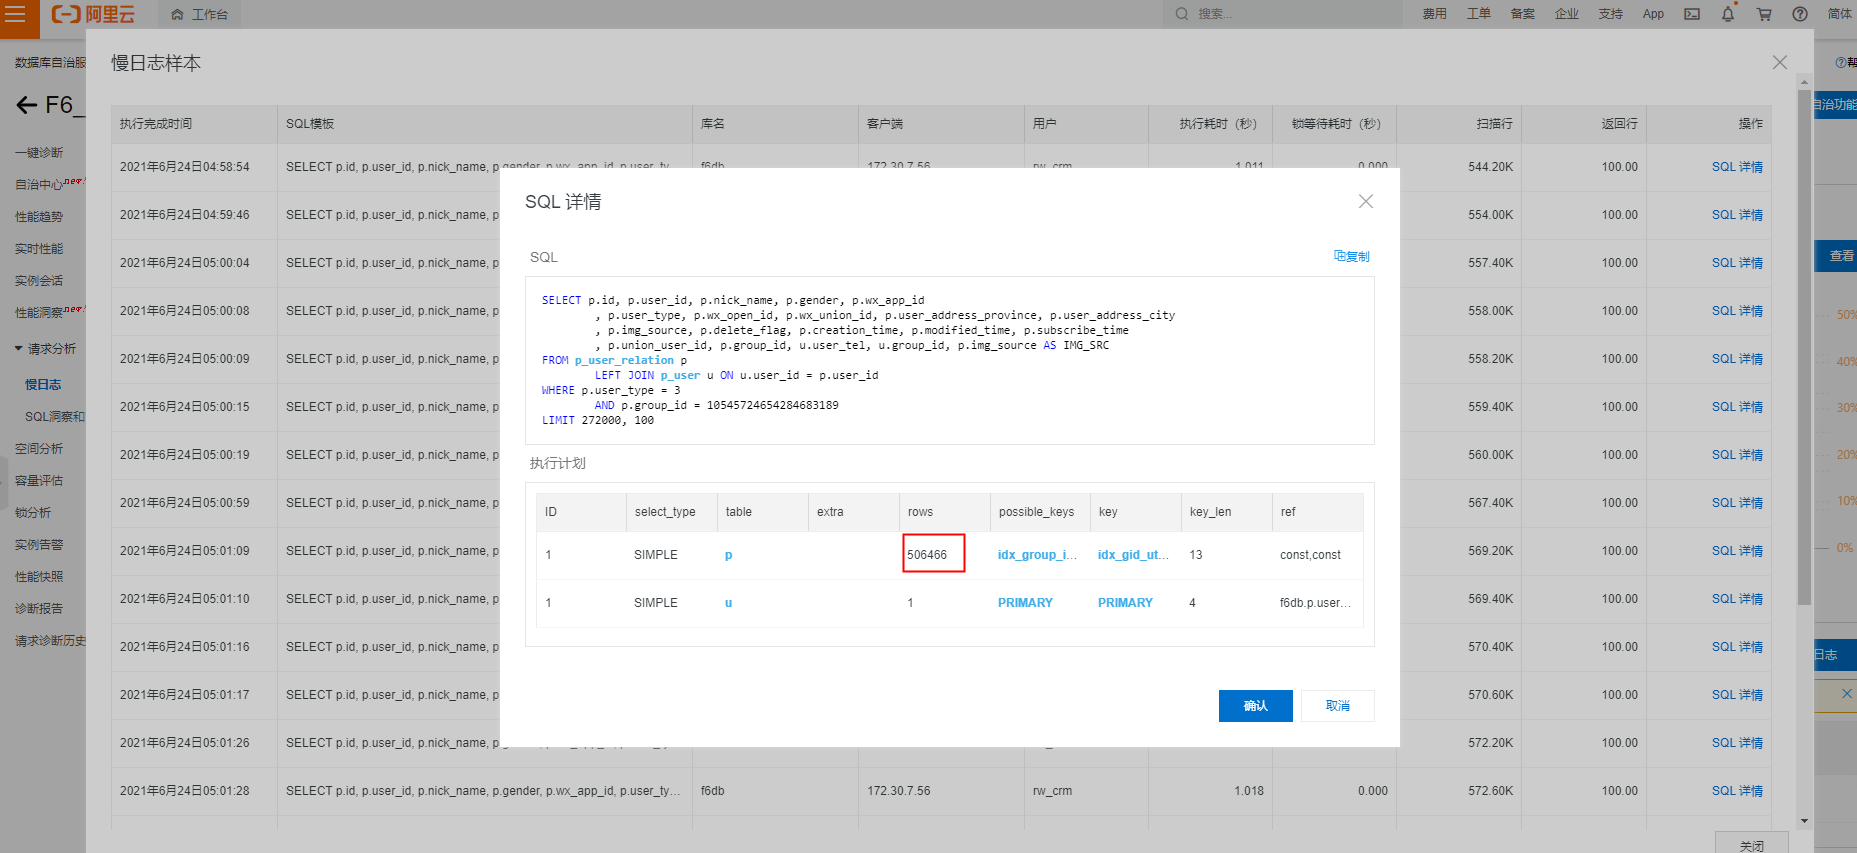 阿里云
工作台
搜索...
费用
工单
备案
企业
支持
App
简体
数据库自治服
F6_
一键诊断
自治中心new!
性能趋势
实时性能
实例会话
性能洞察new!
请求分析
慢日志
SQL洞察和
空间分析
容量评估
锁分析
实例告警
性能快照
诊断报告
请求诊断历史
慢日志样本
执行完成时间 SQL模板 库名 客户端 用户 执行耗时（秒） 锁等待耗时（秒） 扫描行 返回行 操作
2021年6月24日04:58:54 SELECT p.id, p.user_id, p.nick_name, p.gender, p.wx_app_id, p.user_ty... f6db 172.30.7.56 rw_crm 1.011 0.000 544.20K 100.00 SQL 详情
2021年6月24日04:59:46 SELECT p.id, p.user_id, p.nick_name, p 554.00K 100.00 SQL 详情
2021年6月24日05:00:04 SELECT p.id, p.user_id, p.nick_name, p 557.40K 100.00 SQL 详情
2021年6月24日05:00:08 SELECT p.id, p.user_id, p.nick_name, p 558.00K 100.00 SQL 详情
2021年6月24日05:00:09 SELECT p.id, p.user_id, p.nick_name, p 558.20K 100.00 SQL 详情
2021年6月24日05:00:15 SELECT p.id, p.user_id, p.nick_name, p 559.40K 100.00 SQL 详情
2021年6月24日05:00:19 SELECT p.id, p.user_id, p.nick_name, p 560.00K 100.00 SQL 详情
2021年6月24日05:00:59 SELECT p.id, p.user_id, p.nick_name, p 567.40K 100.00 SQL 详情
2021年6月24日05:01:09 SELECT p.id, p.user_id, p.nick_name, p 569.20K 100.00 SQL 详情
2021年6月24日05:01:10 SELECT p.id, p.user_id, p.nick_name, p 569.40K 100.00 SQL 详情
2021年6月24日05:01:16 SELECT p.id, p.user_id, p.nick_name, p 570.40K 100.00 SQL 详情
2021年6月24日05:01:17 SELECT p.id, p.user_id, p.nick_name, p 570.60K 100.00 SQL 详情
2021年6月24日05:01:26 SELECT p.id, p.user_id, p.nick_name, p 572.20K 100.00 SQL 详情
2021年6月24日05:01:28 SELECT p.id, p.user_id, p.nick_name, p.gender, p.wx_app_id, p.user_ty... f6db 172.30.7.56 rw_crm 1.018 0.000 572.60K 100.00 SQL 详情
关闭
SQL 详情
SQL
复制
SELECT p.id, p.user_id, p.nick_name, p.gender, p.wx_app_id
, p.user_type, p.wx_open_id, p.wx_union_id, p.user_address_province, p.user_address_city
, p.img_source, p.delete_flag, p.creation_time, p.modified_time, p.subscribe_time
, p.union_user_id, p.group_id, u.user_tel, u.group_id, p.img_source AS IMG_SRC
FROM p_user_relation p
LEFT JOIN p_user u ON u.user_id = p.user_id
WHERE p.user_type = 3
AND p.group_id = 10545724654284683189
LIMIT 272000, 100
执行计划
ID select_type table extra rows possible_keys key key_len ref
1 SIMPLE p 506466 idx_group_i... idx_gid_ut... 13 const,const
1 SIMPLE u 1 PRIMARY PRIMARY 4 f6db.p.user...
确认
取消
帮
自治功能
查看
50%
40%
30%
20%
10%
0%
日志